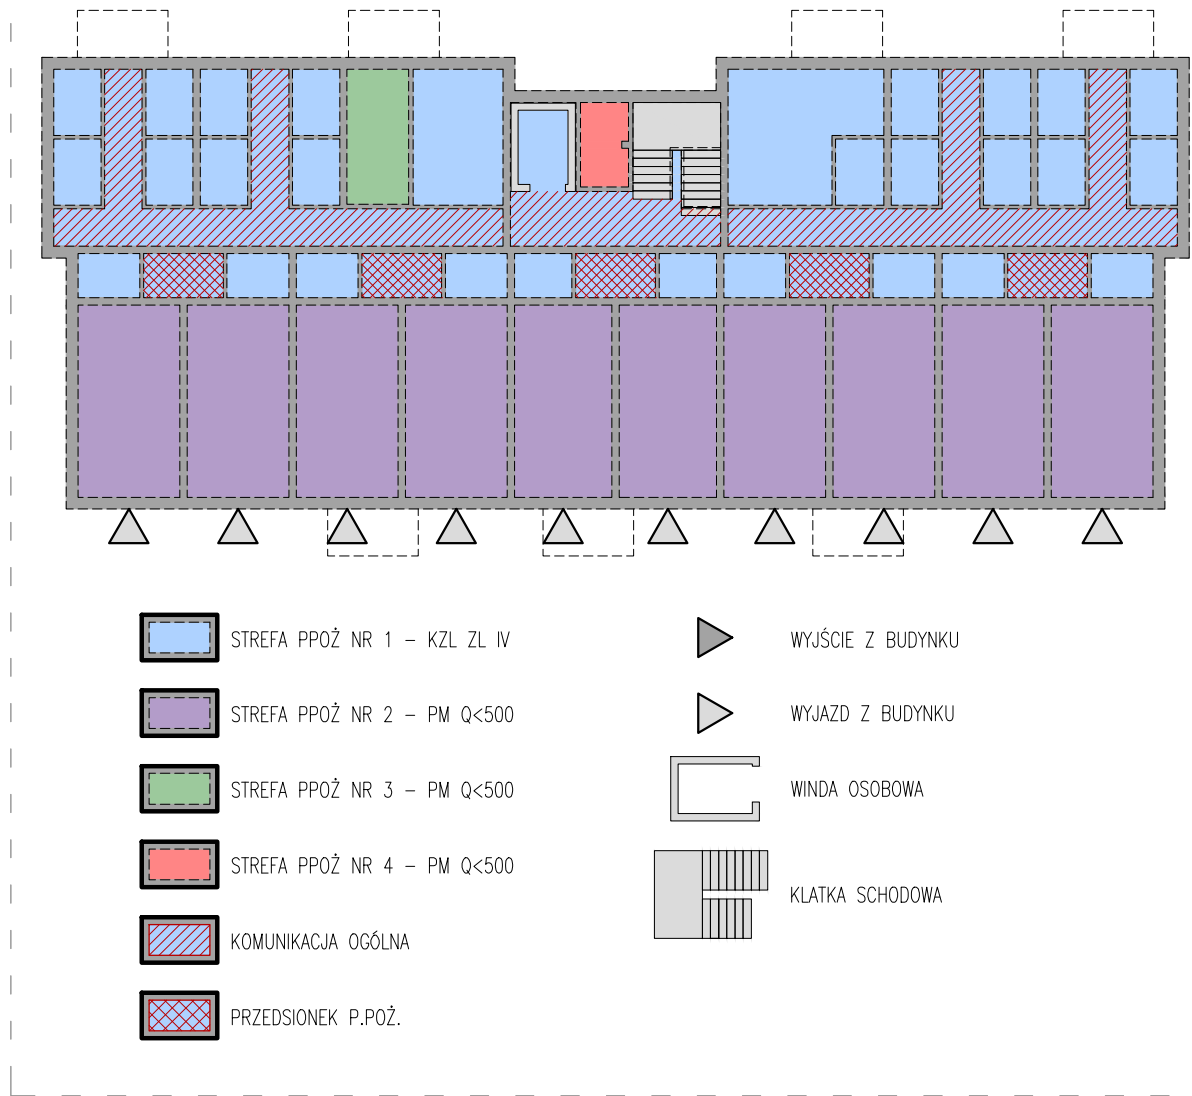 STREFA PPOŻ NR 1 – KZL ZL IV
STREFA PPOŻ NR 2 – PM Q<500
STREFA PPOŻ NR 3 – PM Q<500
STREFA PPOŻ NR 4 – PM Q<500
KOMUNIKACJA OGÓLNA
PRZEDSIONEK P.POŻ.
WYJŚCIE Z BUDYNKU
WYJAZD Z BUDYNKU
WINDA OSOBOWA
KLATKA SCHODOWA